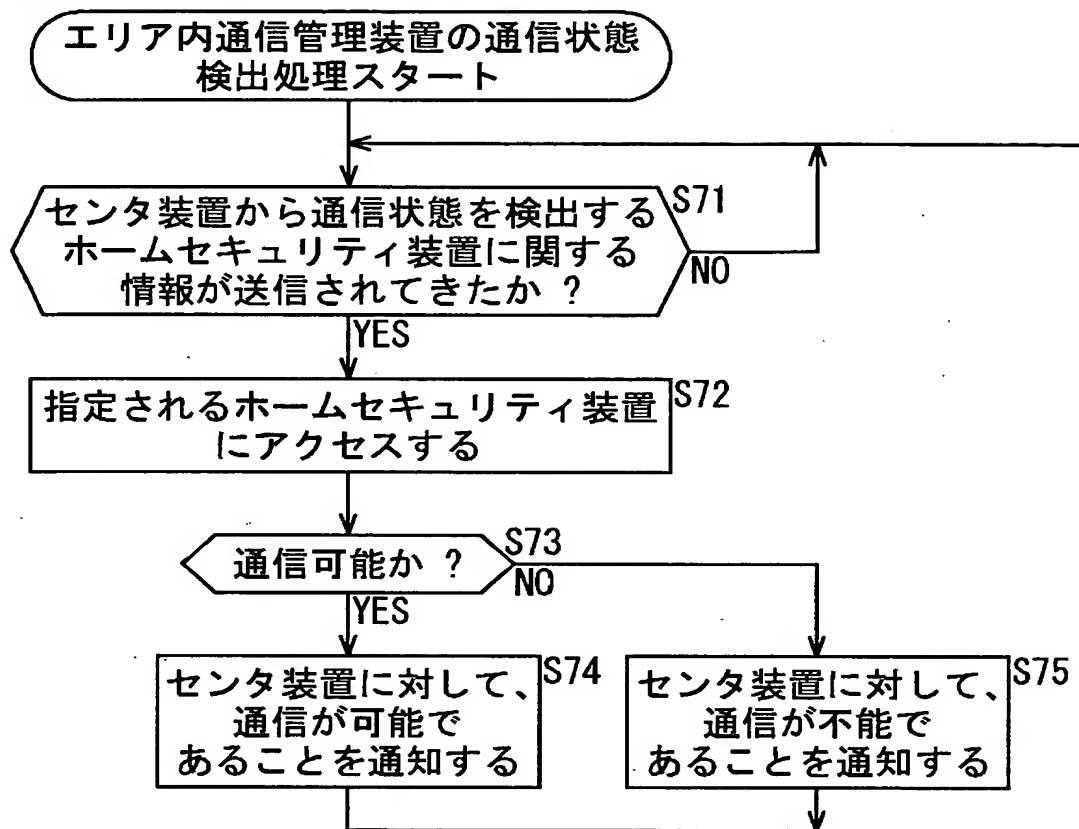 エリア内通信管理装置の通信状態
検出処理スタート
センタ装置から通信状態を検出する
ホームセキュリティ装置に関する
情報が送信されてきたか ?
S71
NO
YES
指定されるホームセキュリティ装置
にアクセスする
S72
通信可能か ?
S73
NO
YES
センタ装置に対して、
通信が可能で
あることを通知する
S74
センタ装置に対して、
通信が不能で
あることを通知する
S75